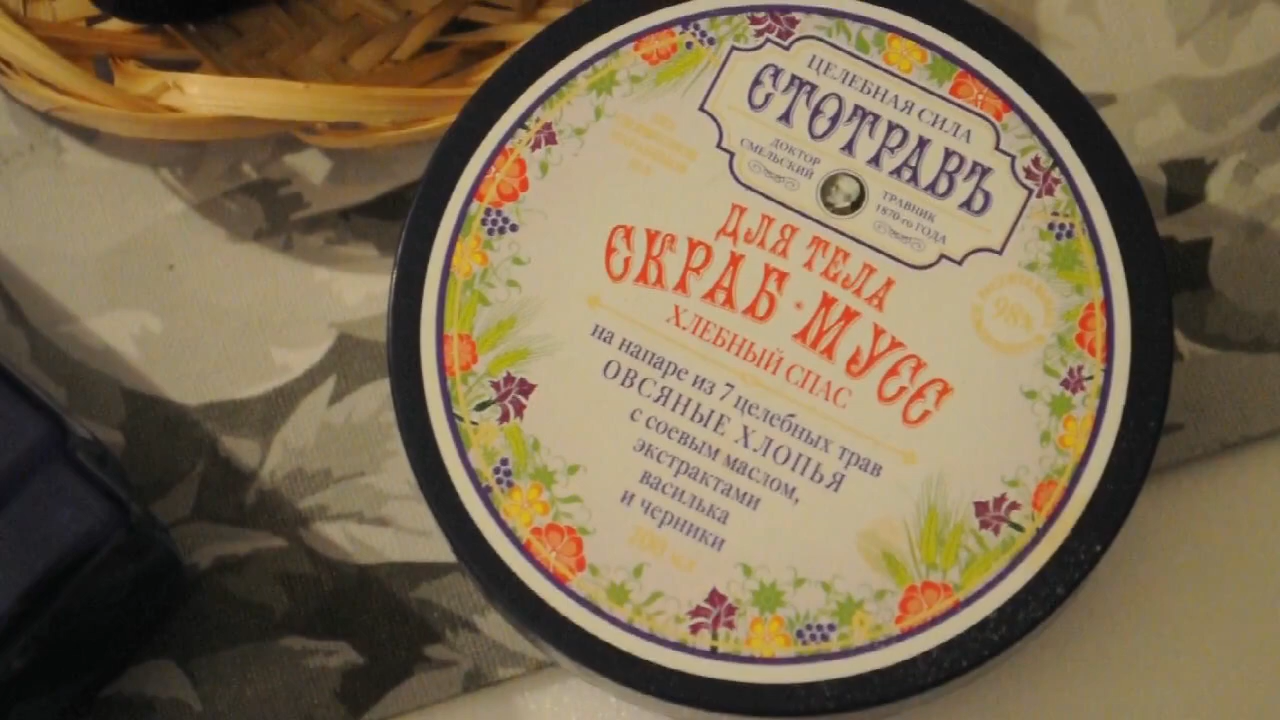 ЦЕЛЕБНАЯ СИЛА
СТОТРАВЪ
ДОКТОР
СМЕЛЬСКИЙ
ТРАВНИК
1870-го ГОДА
ДЛЯ ТЕЛА
СКРАБ·МУСС
ХЛЕБНЫЙ СПАС
на напаре из 7 целебных трав
ОВСЯНЫЕ ХЛОПЬЯ
с соевым маслом,
экстрактами
василька
и черники
98%